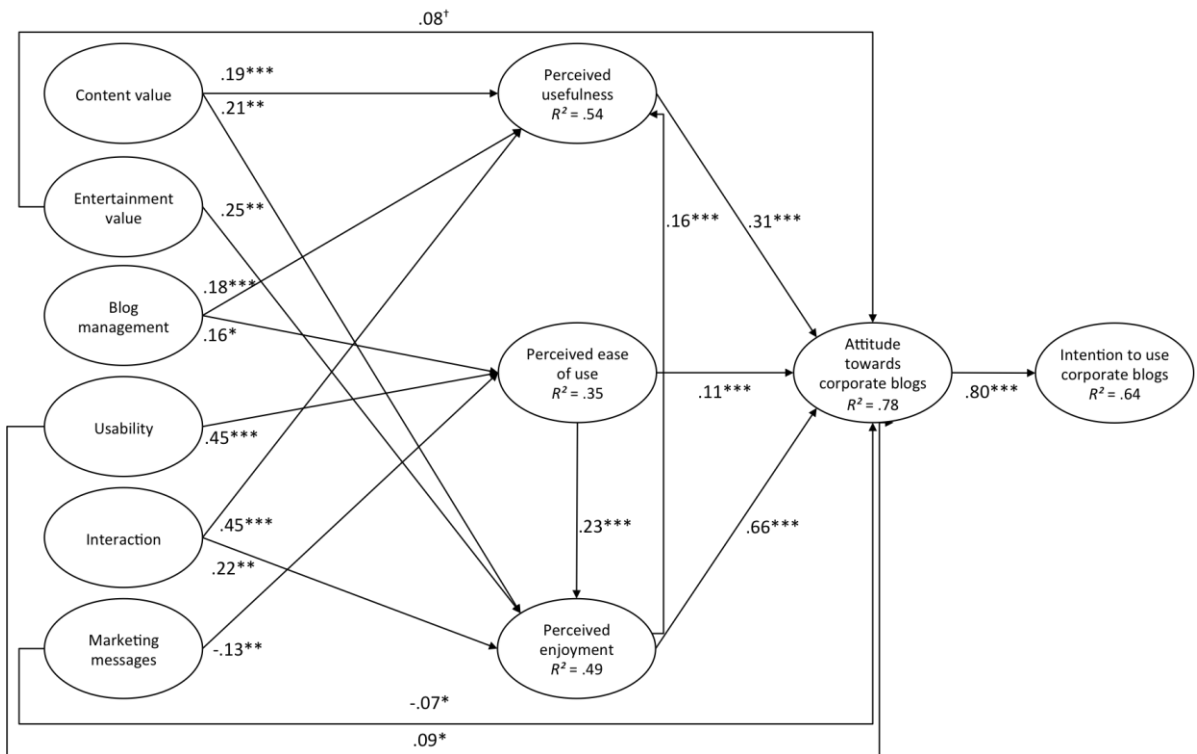 .08†
Content value
.19***
.21**
Perceived
usefulness
R² = .54
Entertainment
value
.25**
.16***
.31***
Blog
management
.18***
.16*
Perceived ease
of use
R² = .35
.11***
Attitude
towards
corporate blogs
R² = .78
.80***
Intention to use
corporate blogs
R² = .64
Usability
.45***
Interaction
.45***
.22**
.23***
.66***
Marketing
messages
-.13**
Perceived
enjoyment
R² = .49
-.07*
.09*